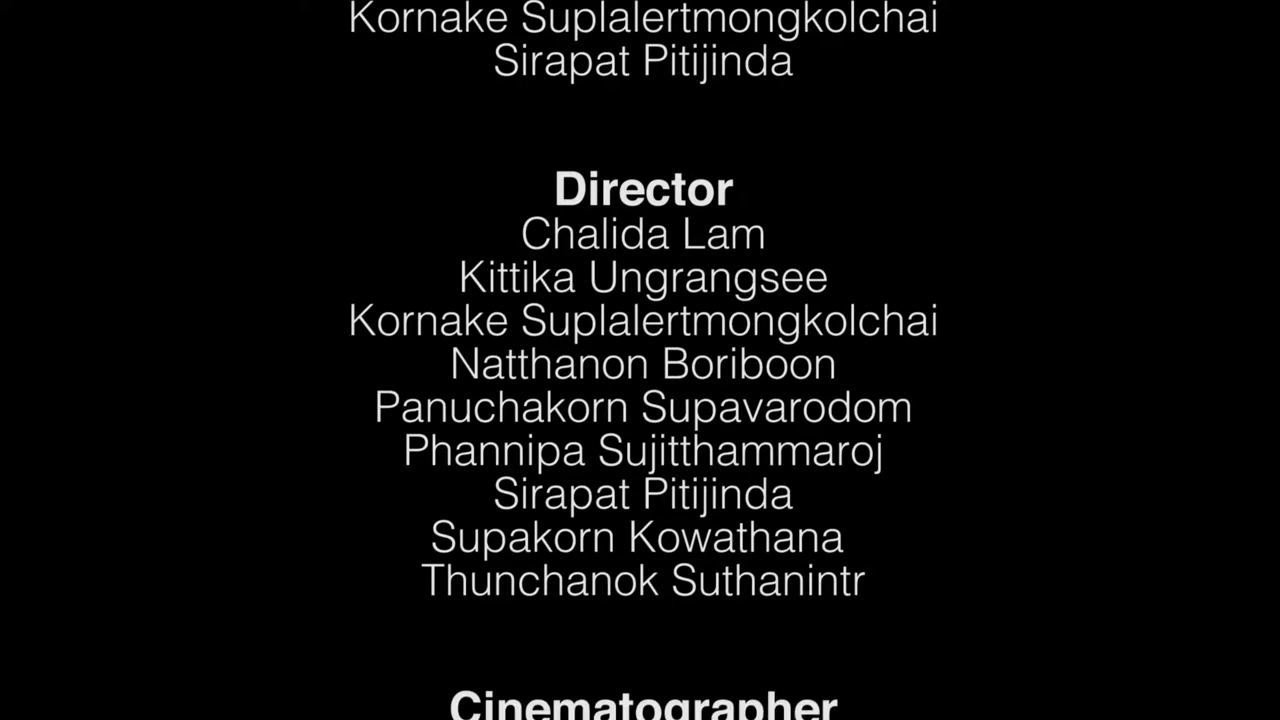 Kornake Suplalertmongkolchai
Sirapat Pitijinda
Director
Chalida Lam
Kittika Ungrangsee
Kornake Suplalertmongkolchai
Natthanon Boriboon
Panuchakorn Supavarodom
Phannipa Sujitthammaroj
Sirapat Pitijinda
Supakorn Kowathana
Thunchanok Suthanintr
Cinematographer